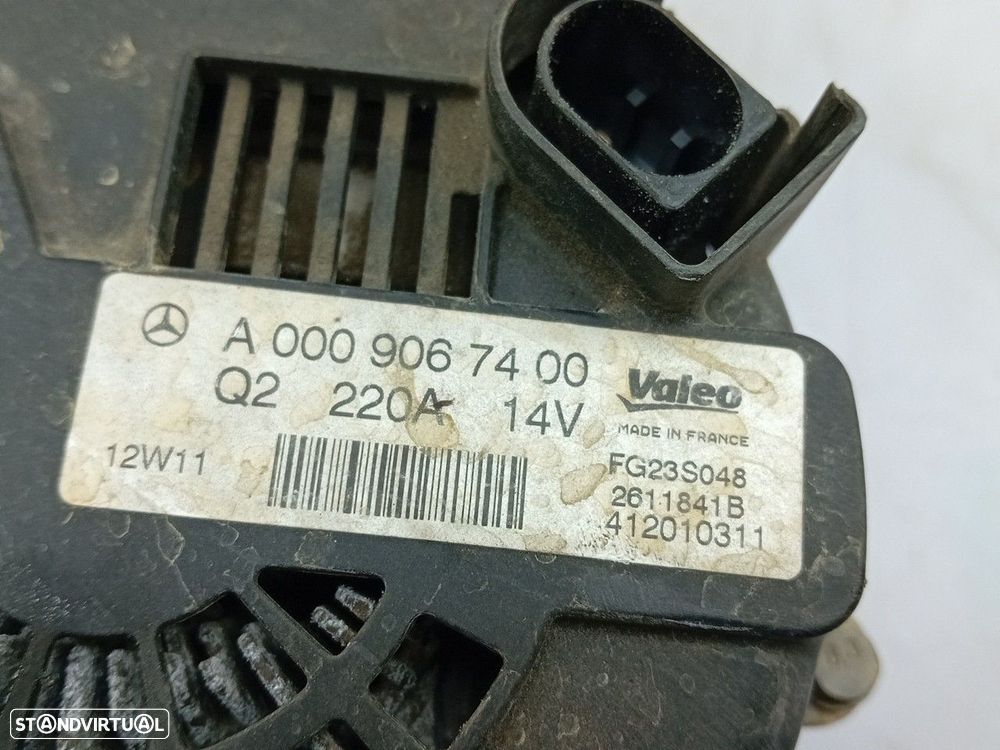 A 000 906 74 00
Q2 220A 14V
Valeo
MADE IN FRANCE
12W11
FG23S048
2611841B
412010311
STANDVIRTUAL